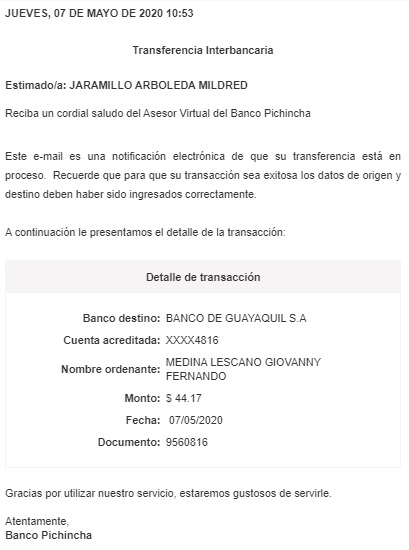 JUEVES, 07 DE MAYO DE 2020 10:53
Transferencia Interbancaria
Estimado/a: JARAMILLO ARBOLEDA MILDRED
Reciba un cordial saludo del Asesor Virtual del Banco Pichincha
Este e-mail es una notificación electrónica de que su transferencia está en
proceso. Recuerde que para que su transacción sea exitosa los datos de origen y
destino deben haber sido ingresados correctamente.
A continuación le presentamos el detalle de la transacción:
Detalle de transacción
Banco destino: BANCO DE GUAYAQUIL S.A
Cuenta acreditada: XXXX4816
Nombre ordenante: MEDINA LESCANO GIOVANNY
FERNANDO
Monto: $ 44.17
Fecha: 07/05/2020
Documento: 9560816
Gracias por utilizar nuestro servicio, estaremos gustosos de servirle.
Atentamente,
Banco Pichincha